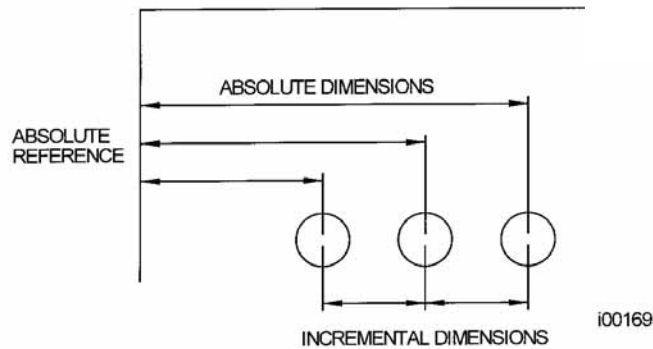 ABSOLUTE DIMENSIONS
ABSOLUTE
REFERENCE
i00169
INCREMENTAL DIMENSIONS